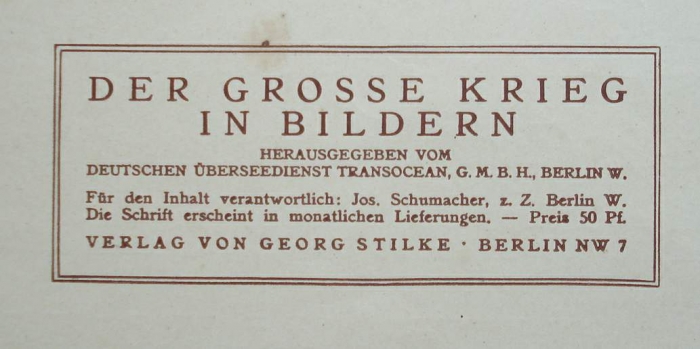 DER GROSSE KRIEG
IN BILDERN
HERAUSGEGEBEN VOM
DEUTSCHEN ÜBERSEEDIENST TRANSOCEAN, G. M. B. H., BERLIN W.
Für den Inhalt verantwortlich: Jos. Schumacher, z. Z. Berlin W.
Die Schrift erscheint in monatlichen Lieferungen. — Preis 50 Pf.
VERLAG VON GEORG STILKE · BERLIN NW 7